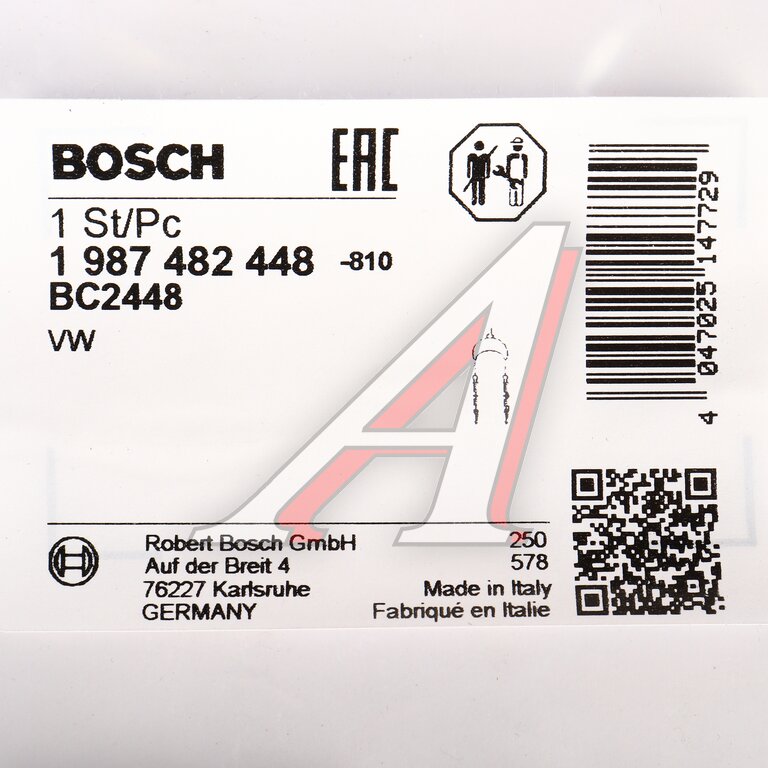 BOSCH
EAC
1 St/Pc
1 987 482 448 -810
BC2448
VW
4 047025 147729
Robert Bosch GmbH
Auf der Breit 4
76227 Karlsruhe
GERMANY
250
578
Made in Italy
Fabriqué en Italie
A